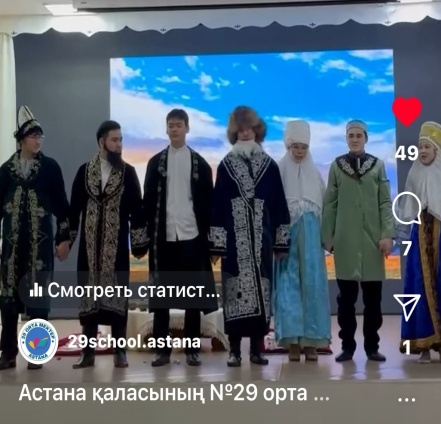 49
7
Смотреть статист...
29school.astana
1
Астана қаласының №29 орта ...